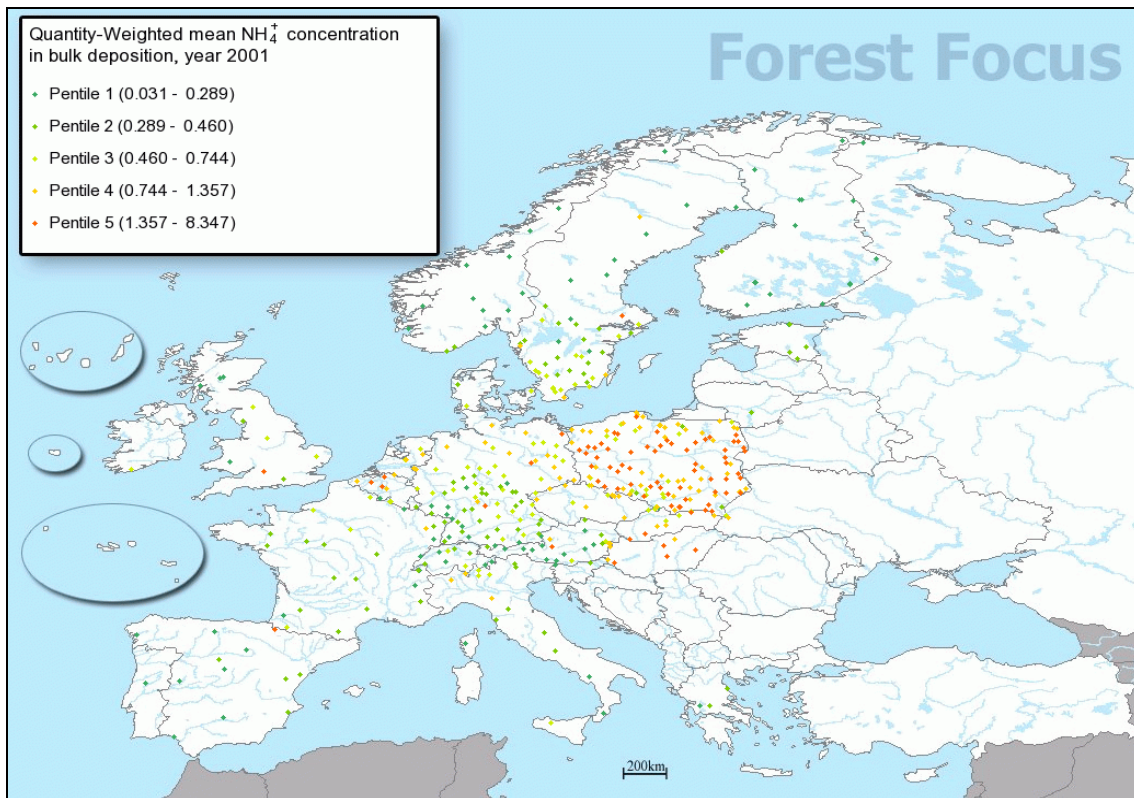 Forest Focus
Quantity-Weighted mean NH₄⁺ concentration
in bulk deposition, year 2001
Pentile 1 (0.031 - 0.289)
Pentile 2 (0.289 - 0.460)
Pentile 3 (0.460 - 0.744)
Pentile 4 (0.744 - 1.357)
Pentile 5 (1.357 - 8.347)
200km